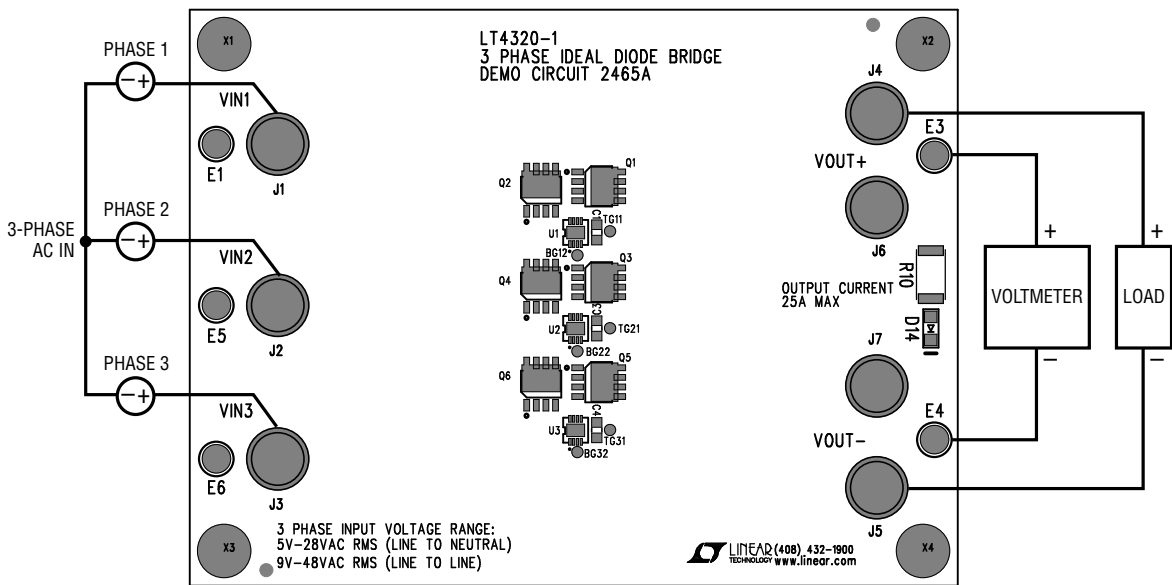 X1
X2
LT4320-1
3 PHASE IDEAL DIODE BRIDGE
DEMO CIRCUIT 2465A
PHASE 1
− +
VIN1
E1
J1
J4
E3
VOUT+
J6
Q2
Q1
U1
C1
TG11
BG12
PHASE 2
− +
3-PHASE
AC IN
VIN2
E5
J2
Q4
Q3
U2
C3
TG21
BG22
OUTPUT CURRENT
25A MAX
R10
D14
+
VOLTMETER
−
+
LOAD
−
PHASE 3
− +
VIN3
E6
J3
Q6
Q5
U3
C4
TG31
BG32
J7
E4
VOUT-
J5
3 PHASE INPUT VOLTAGE RANGE:
5V-28VAC RMS (LINE TO NEUTRAL)
9V-48VAC RMS (LINE TO LINE)
X3
LINEAR (408) 432-1900
TECHNOLOGY www.linear.com
X4